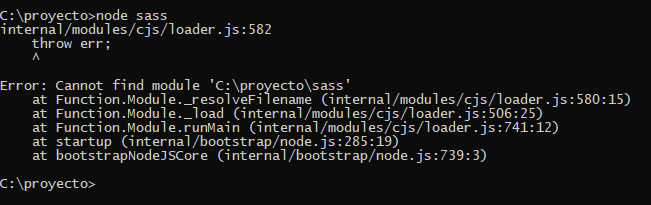 C:\proyecto>node sass
internal/modules/cjs/loader.js:582
    throw err;
    ^

Error: Cannot find module 'C:\proyecto\sass'
    at Function.Module._resolveFilename (internal/modules/cjs/loader.js:580:15)
    at Function.Module._load (internal/modules/cjs/loader.js:506:25)
    at Function.Module.runMain (internal/modules/cjs/loader.js:741:12)
    at startup (internal/bootstrap/node.js:285:19)
    at bootstrapNodeJSCore (internal/bootstrap/node.js:739:3)

C:\proyecto>